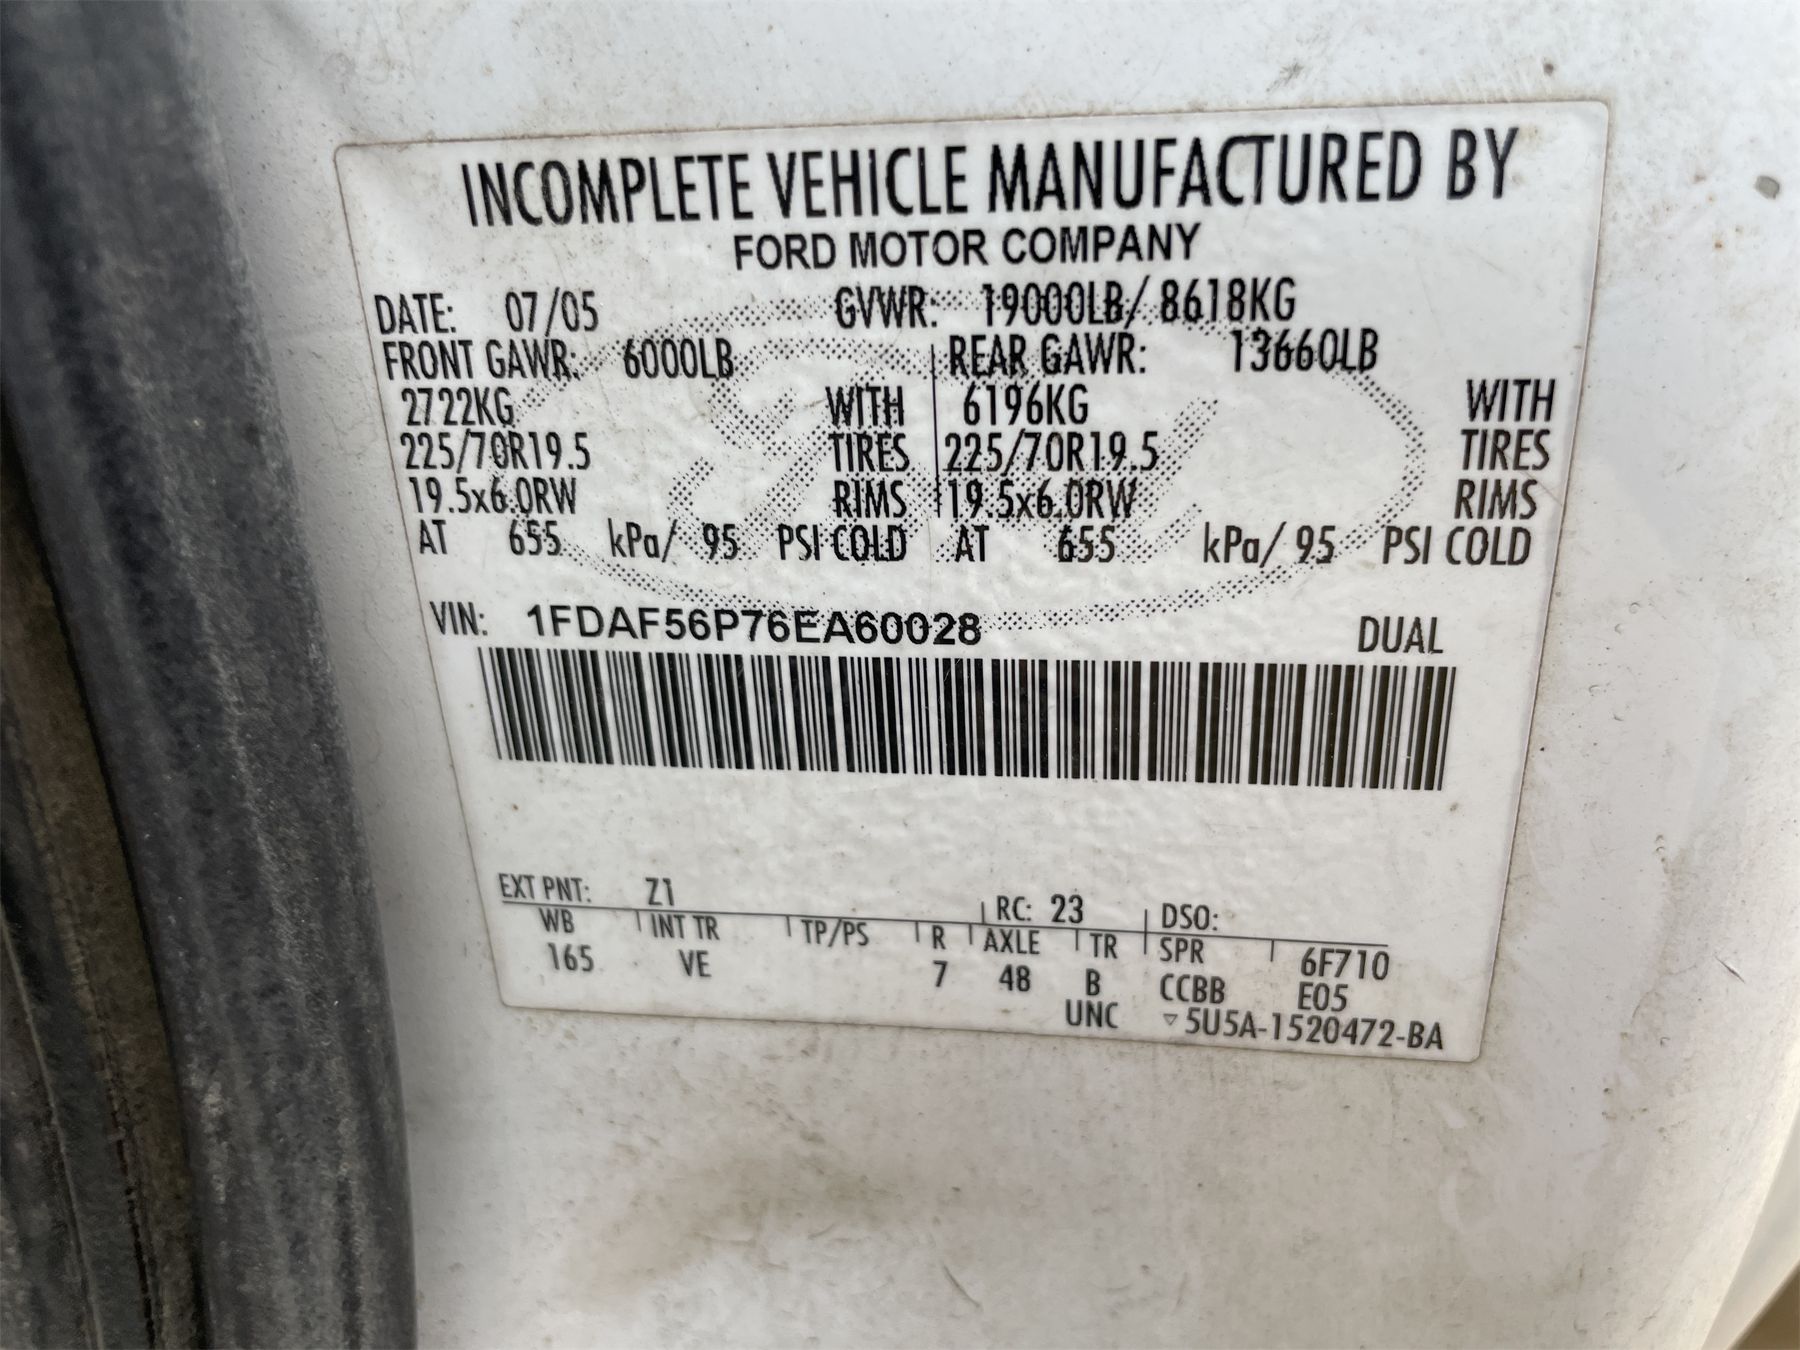 INCOMPLETE VEHICLE MANUFACTURED BY
FORD MOTOR COMPANY
DATE: 07/05 GVWR: 19000LB/ 8618KG
FRONT GAWR: 6000LB REAR GAWR: 13660LB
2722KG WITH 6196KG WITH
225/70R19.5 TIRES 225/70R19.5 TIRES
19.5x6.0RW RIMS 19.5x6.0RW RIMS
AT 655 kPa/ 95 PSI COLD AT 655 kPa/ 95 PSI COLD
VIN: 1FDAF56P76EA60028 DUAL
EXT PNT: Z1 RC: 23 DSO:
WB INT TR TP/PS R AXLE TR SPR 6F710
165 VE 7 48 B CCBB E05
UNC ▽5U5A-1520472-BA